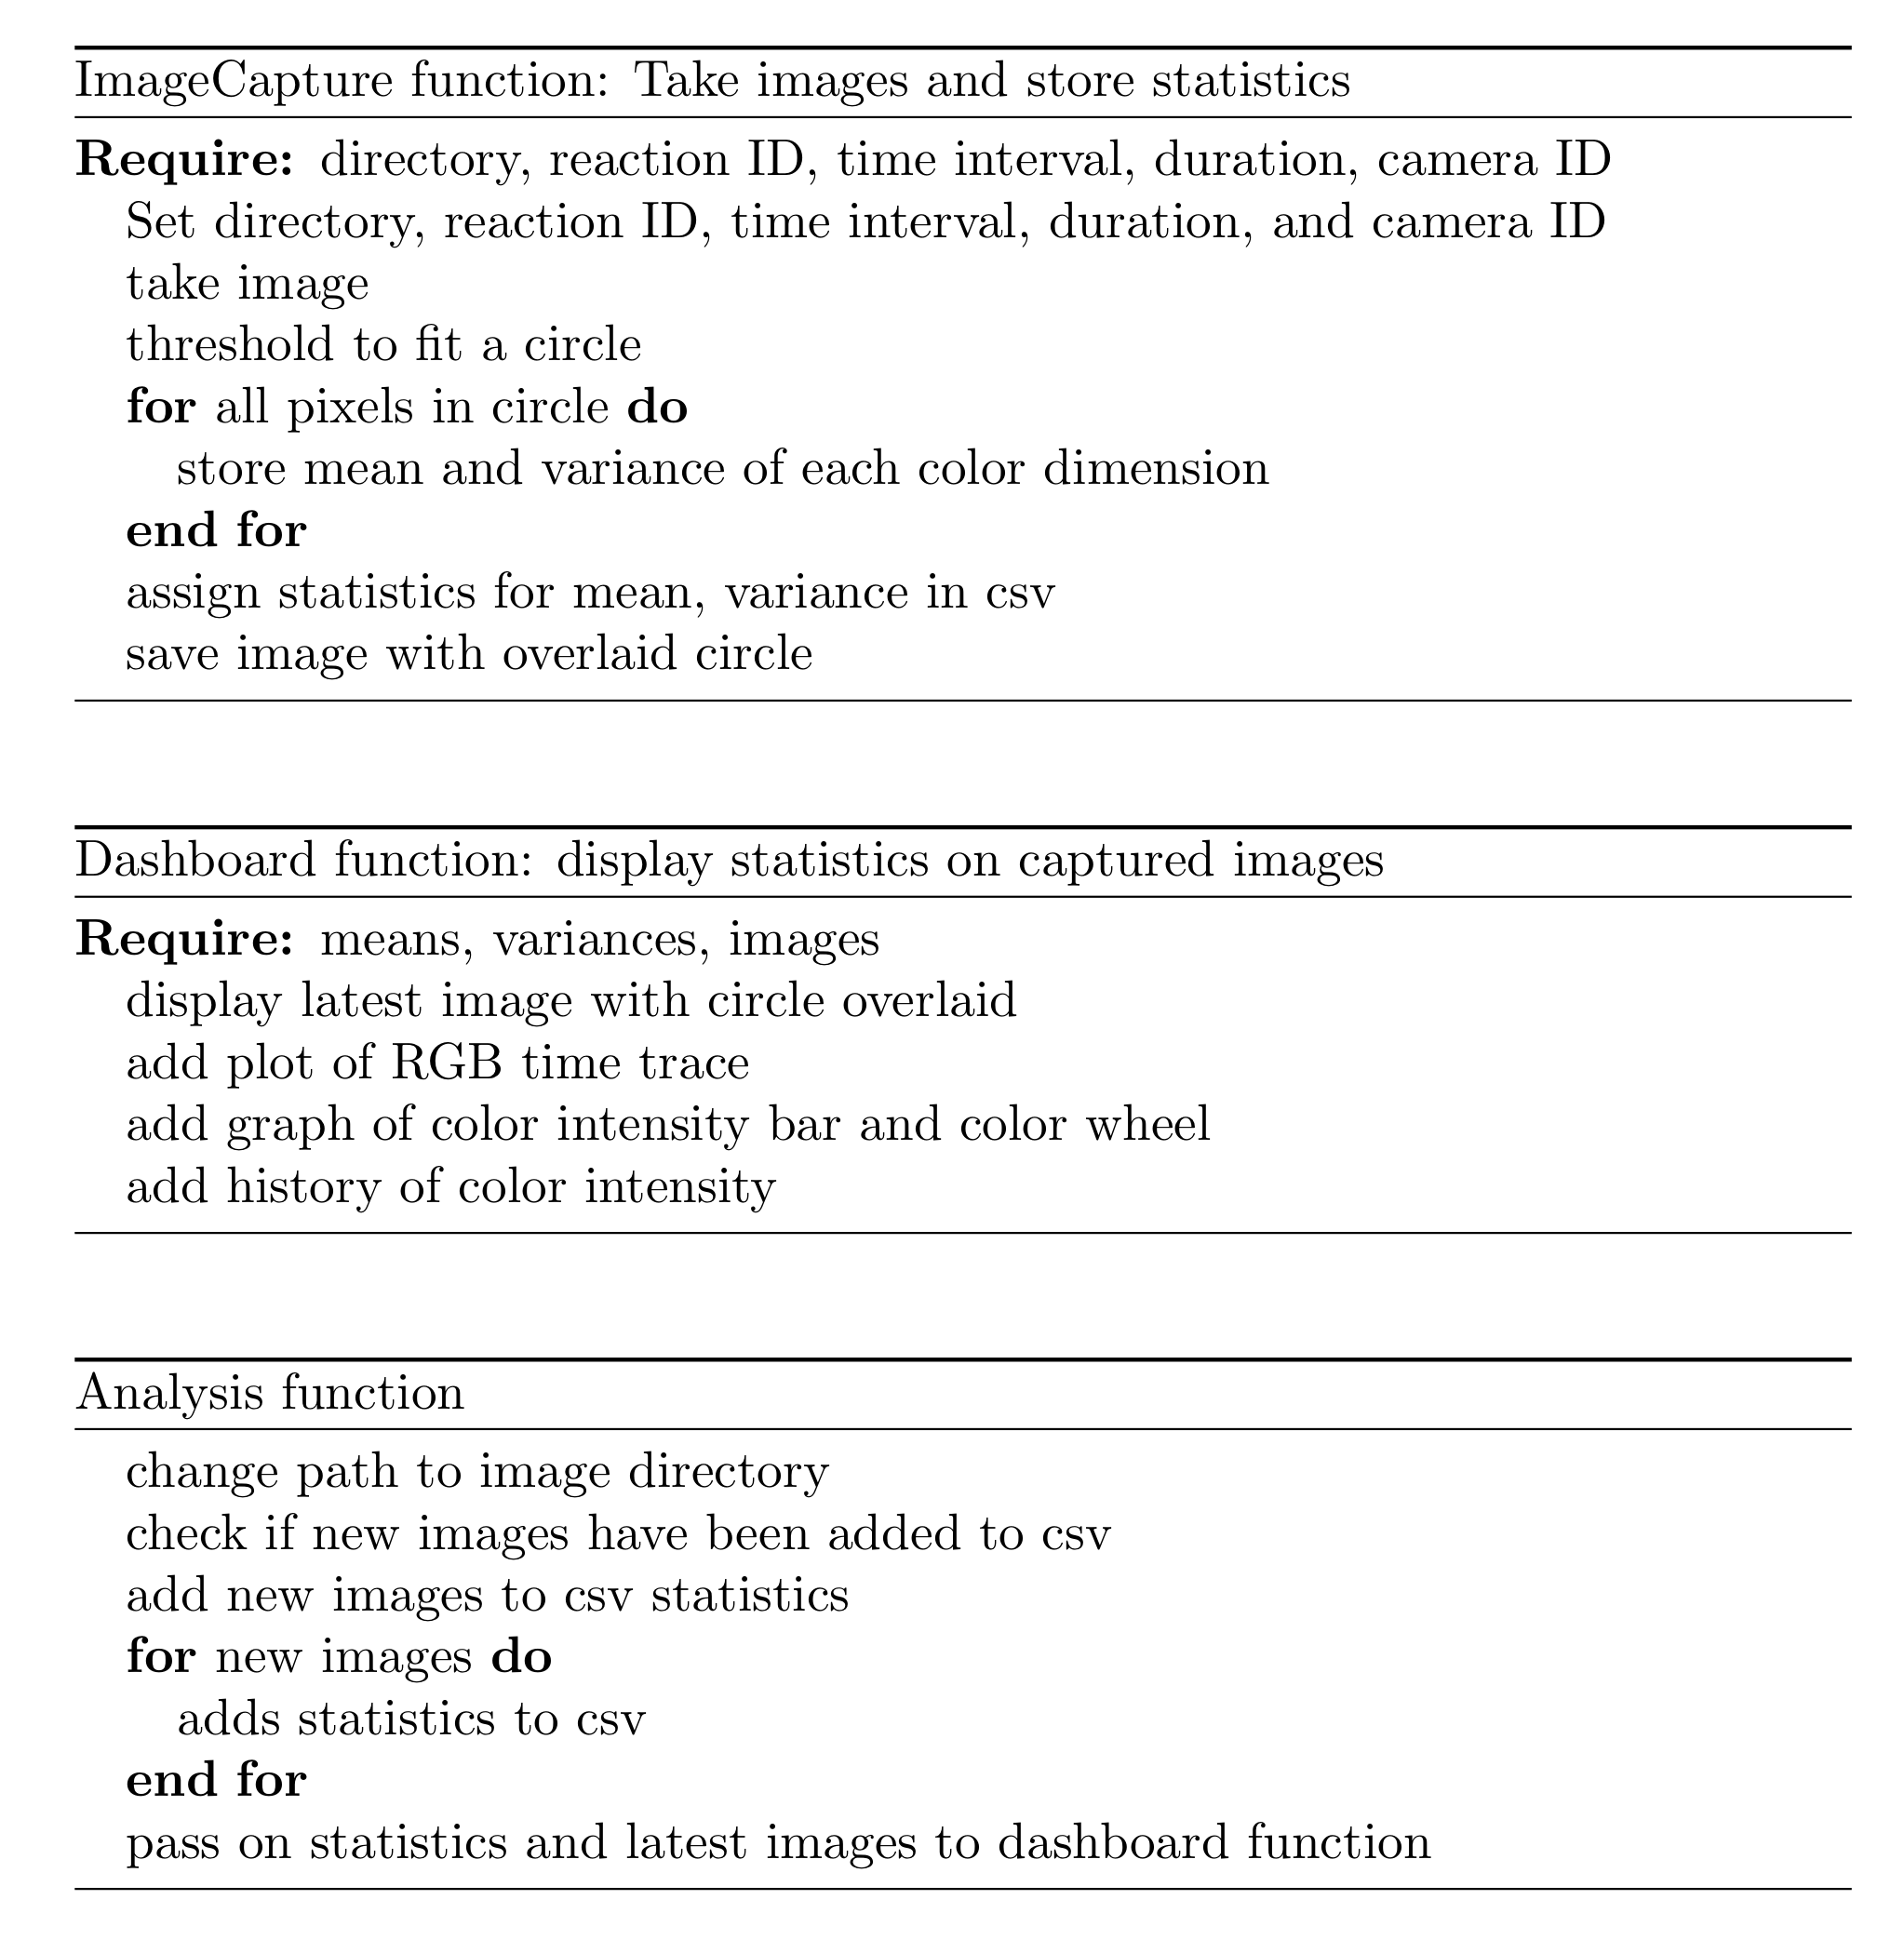 ImageCapture function: Take images and store statistics
Require: directory, reaction ID, time interval, duration, camera ID
Set directory, reaction ID, time interval, duration, and camera ID
take image
threshold to fit a circle
for all pixels in circle do
store mean and variance of each color dimension
end for
assign statistics for mean, variance in csv
save image with overlaid circle
Dashboard function: display statistics on captured images
Require: means, variances, images
display latest image with circle overlaid
add plot of RGB time trace
add graph of color intensity bar and color wheel
add history of color intensity
Analysis function
change path to image directory
check if new images have been added to csv
add new images to csv statistics
for new images do
adds statistics to csv
end for
pass on statistics and latest images to dashboard function